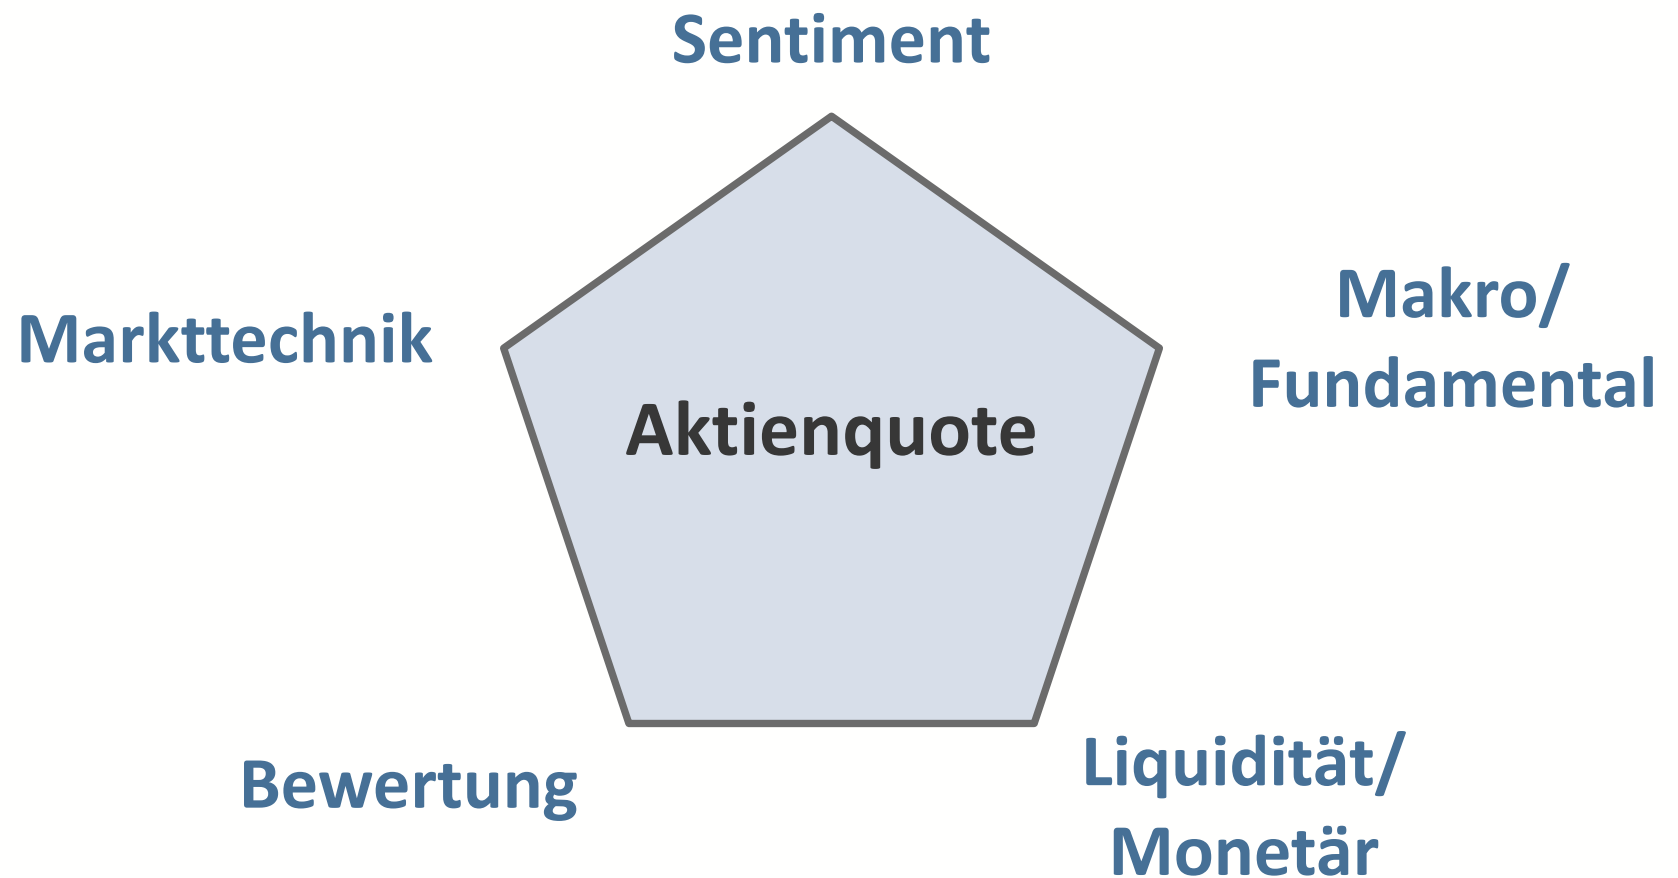 Sentiment
Makro/
Fundamental
Markttechnik
Aktienquote
Liquidität/
Monetär
Bewertung